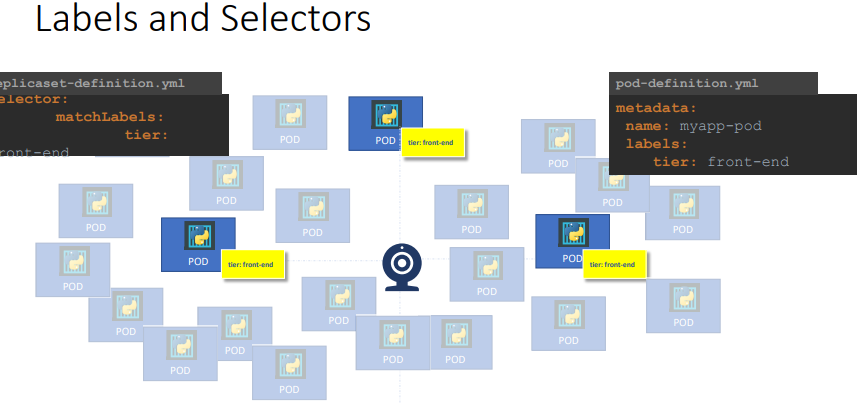 Labels and Selectors
eplicaset-definition.yml
elector:
matchLabels:
tier:
ront-end
pod-definition.yml
metadata:
name: myapp-pod
labels:
tier: front-end
POD
POD
tier: front-end
POD
POD
POD
POD
POD
POD
POD
POD
tier: front-end
POD
tier: front-end
POD
POD
POD
POD
POD
POD
POD
POD
POD
POD
POD